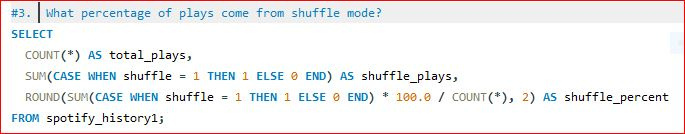 #3. What percentage of plays come from shuffle mode?
SELECT
COUNT(*) AS total_plays,
SUM(CASE WHEN shuffle = 1 THEN 1 ELSE 0 END) AS shuffle_plays,
ROUND(SUM(CASE WHEN shuffle = 1 THEN 1 ELSE 0 END) * 100.0 / COUNT(*), 2) AS shuffle_percent
FROM spotify_history1;